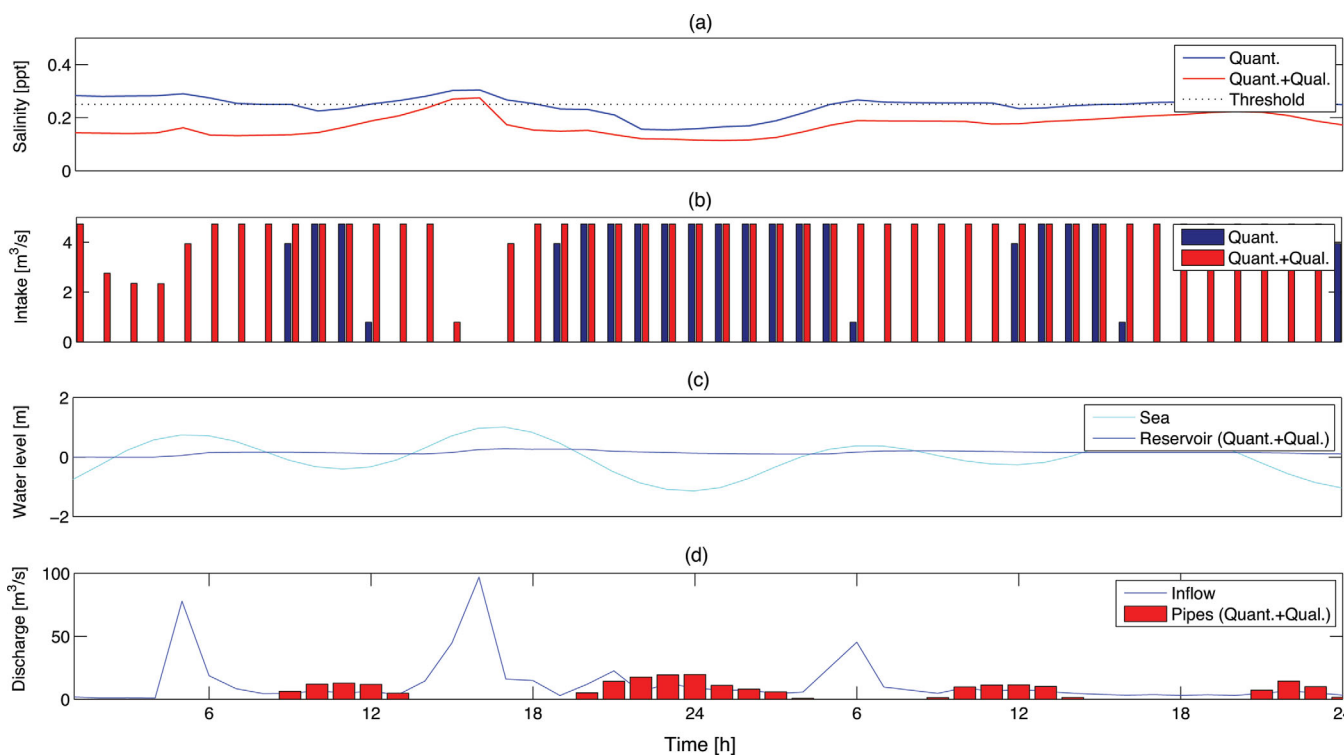 (a)
Salinity [ppt]
0.4
0.2
0
Quant.
Quant.+Qual.
Threshold
(b)
Intake [m³/s]
4
2
0
Quant.
Quant.+Qual.
(c)
Water level [m]
2
0
−2
Sea
Reservoir (Quant.+Qual.)
(d)
Discharge [m³/s]
100
50
0
Inflow
Pipes (Quant.+Qual.)
6 12 18 24 6 12 18 2
Time [h]